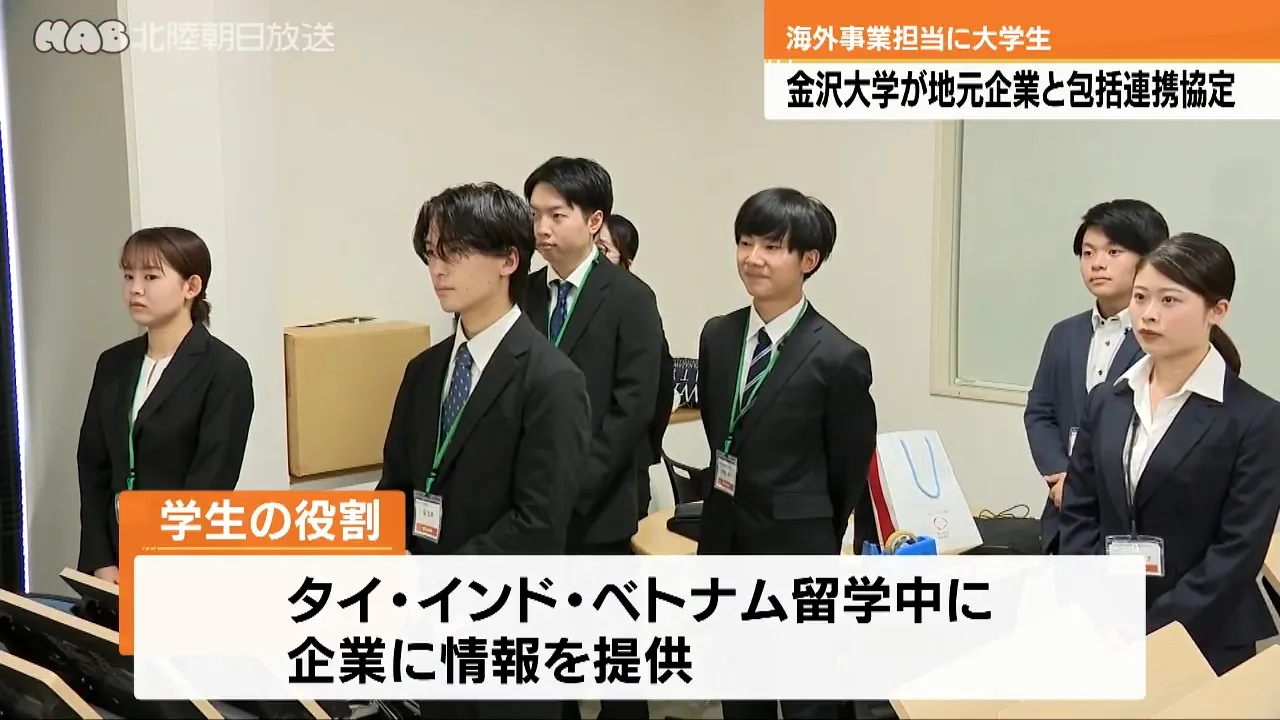 HAB北陸朝日放送
海外事業担当に大学生
金沢大学が地元企業と包括連携協定
学生の役割
タイ・インド・ベトナム留学中に
企業に情報を提供